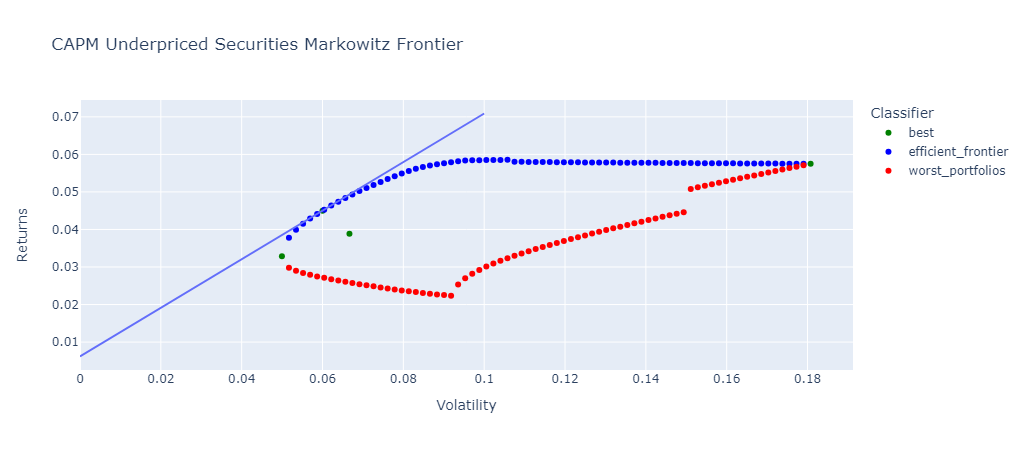 CAPM Underpriced Securities Markowitz Frontier
Classifier
best
efficient_frontier
worst_portfolios
Returns
0.07
0.06
0.05
0.04
0.03
0.02
0.01
0 0.02 0.04 0.06 0.08 0.1 0.12 0.14 0.16 0.18
Volatility